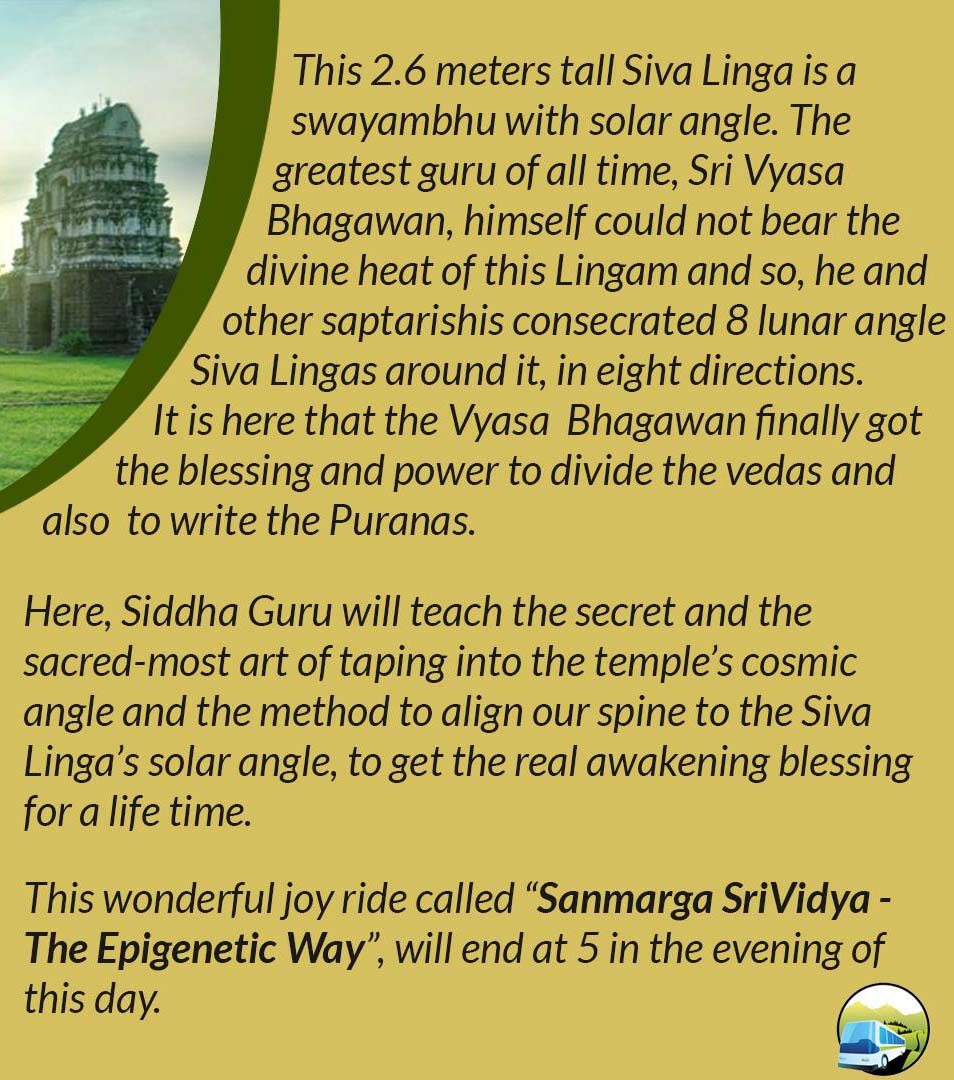 This 2.6 meters tall Siva Linga is a
swayambhu with solar angle. The
greatest guru of all time, Sri Vyasa
Bhagawan, himself could not bear the
divine heat of this Lingam and so, he and
other saptarishis consecrated 8 lunar angle
Siva Lingas around it, in eight directions.
It is here that the Vyasa  Bhagawan finally got
the blessing and power to divide the vedas and
also  to write the Puranas.
Here, Siddha Guru will teach the secret and the
sacred-most art of taping into the temple’s cosmic
angle and the method to align our spine to the Siva
Linga’s solar angle, to get the real awakening blessing
for a life time.
This wonderful joy ride called “Sanmarga SriVidya -
The Epigenetic Way”, will end at 5 in the evening of
this day.